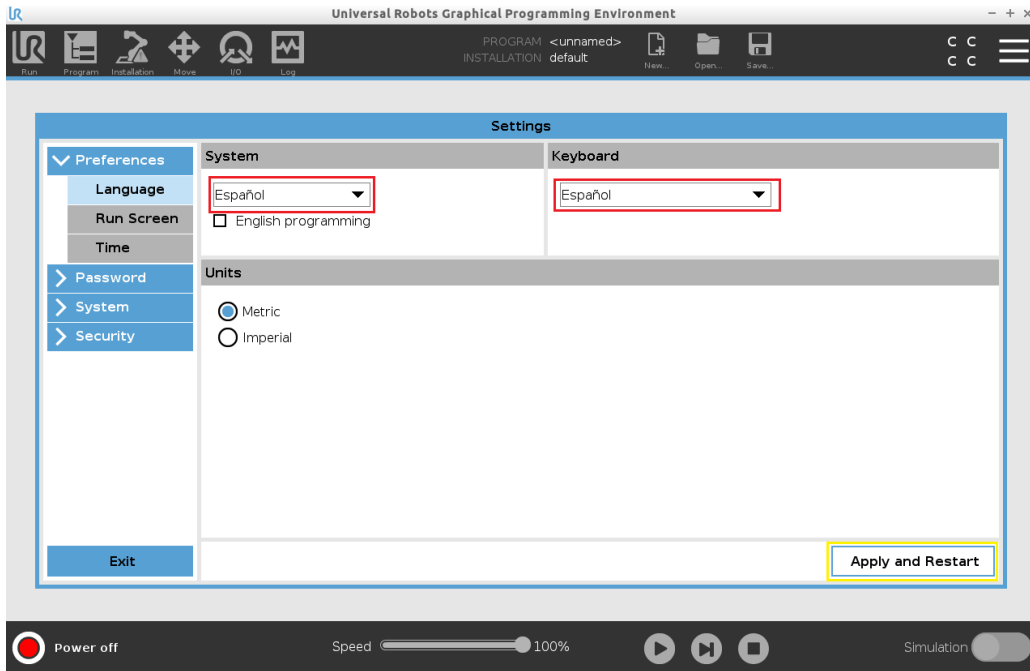 UR Universal Robots Graphical Programming Environment
UR
Run Program Installation Move I/O Log
PROGRAM <unnamed>
INSTALLATION default
New... Open... Save...
C C
C C
Settings
Preferences
Language
Run Screen
Time
Password
System
Security
Exit
System
Español
English programming
Keyboard
Español
Units
Metric
Imperial
Apply and Restart
Power off
Speed 100%
Simulation